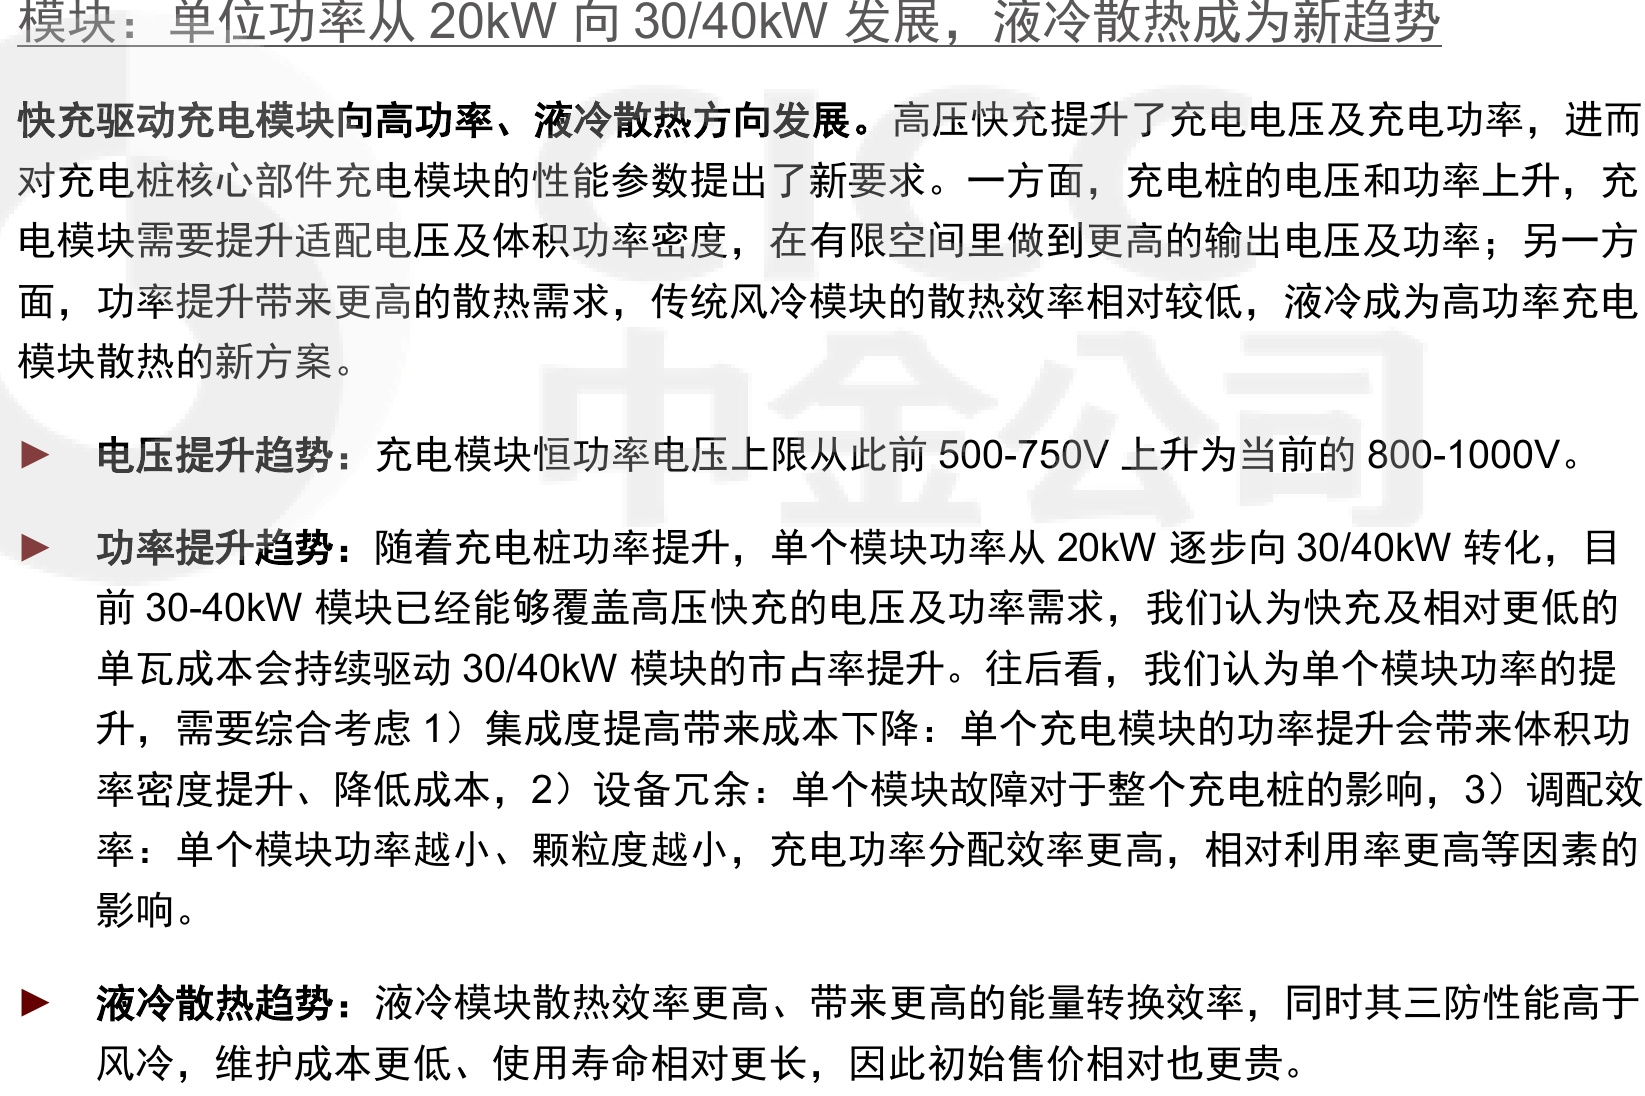 模块：单位功率从 20kW 向 30/40kW 发展，液冷散热成为新趋势
快充驱动充电模块向高功率、液冷散热方向发展。高压快充提升了充电电压及充电功率，进而
对充电桩核心部件充电模块的性能参数提出了新要求。一方面，充电桩的电压和功率上升，充
电模块需要提升适配电压及体积功率密度，在有限空间里做到更高的输出电压及功率；另一方
面，功率提升带来更高的散热需求，传统风冷模块的散热效率相对较低，液冷成为高功率充电
模块散热的新方案。
► 电压提升趋势：充电模块恒功率电压上限从此前 500-750V 上升为当前的 800-1000V。
► 功率提升趋势：随着充电桩功率提升，单个模块功率从 20kW 逐步向 30/40kW 转化，目
前 30-40kW 模块已经能够覆盖高压快充的电压及功率需求，我们认为快充及相对更低的
单瓦成本会持续驱动 30/40kW 模块的市占率提升。往后看，我们认为单个模块功率的提
升，需要综合考虑 1）集成度提高带来成本下降：单个充电模块的功率提升会带来体积功
率密度提升、降低成本，2）设备冗余：单个模块故障对于整个充电桩的影响，3）调配效
率：单个模块功率越小、颗粒度越小，充电功率分配效率更高，相对利用率更高等因素的
影响。
► 液冷散热趋势：液冷模块散热效率更高、带来更高的能量转换效率，同时其三防性能高于
风冷，维护成本更低、使用寿命相对更长，因此初始售价相对也更贵。
CICC
中金公司